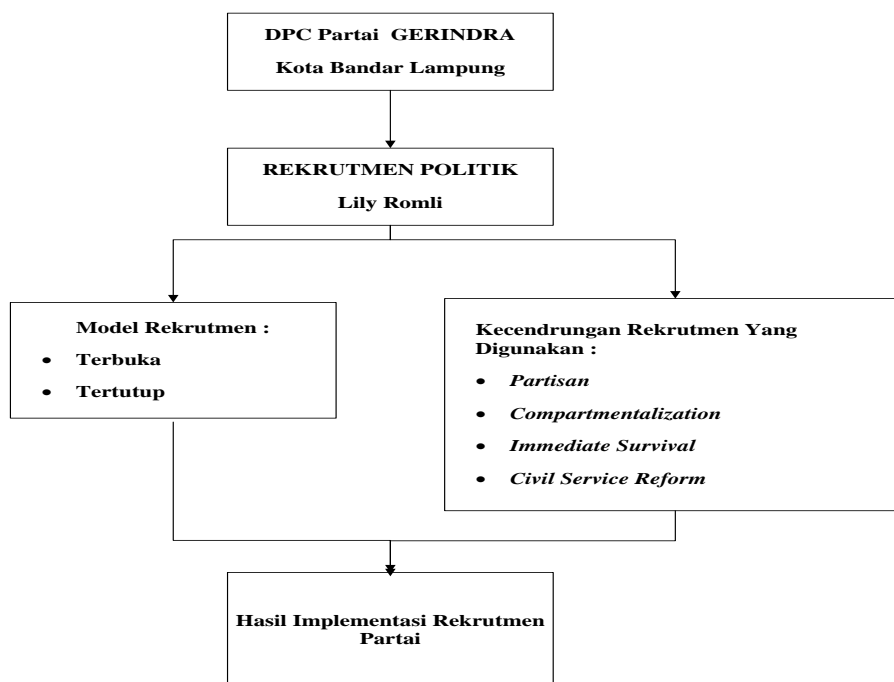 DPC Partai GERINDRA
Kota Bandar Lampung
REKRUTMEN POLITIK
Lily Romli
Model Rekrutmen :
• Terbuka
• Tertutup
Kecendrungan Rekrutmen Yang
Digunakan :
• Partisan
• Compartmentalization
• Immediate Survival
• Civil Service Reform
Hasil Implementasi Rekrutmen
Partai